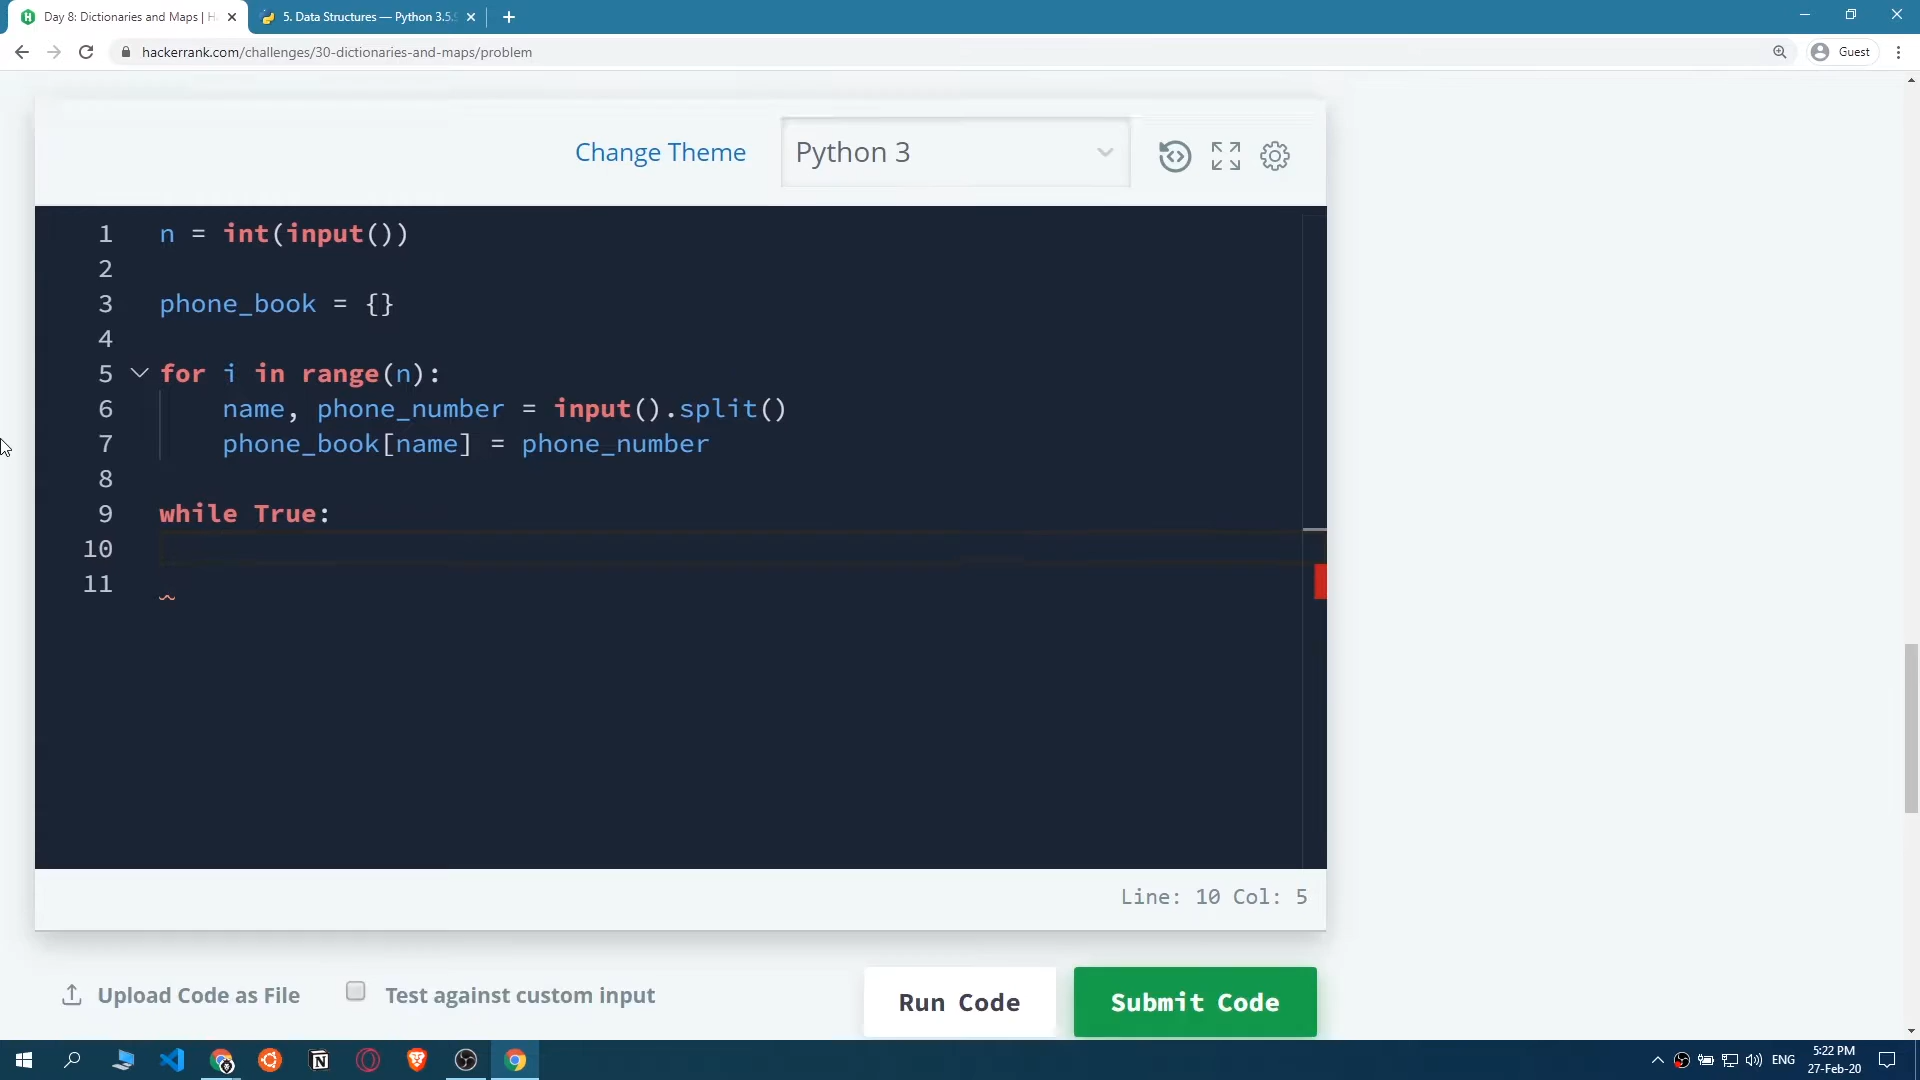 Day 8: Dictionaries and Maps | H
5. Data Structures — Python 3.5.
hackerrank.com/challenges/30-dictionaries-and-maps/problem
Guest
Change Theme
Python 3
1 n = int(input())
2
3 phone_book = {}
4
5 for i in range(n):
6 name, phone_number = input().split()
7 phone_book[name] = phone_number
8
9 while True:
10
11
Line: 10 Col: 5
Upload Code as File
Test against custom input
Run Code
Submit Code
ENG
5:22 PM
27-Feb-20